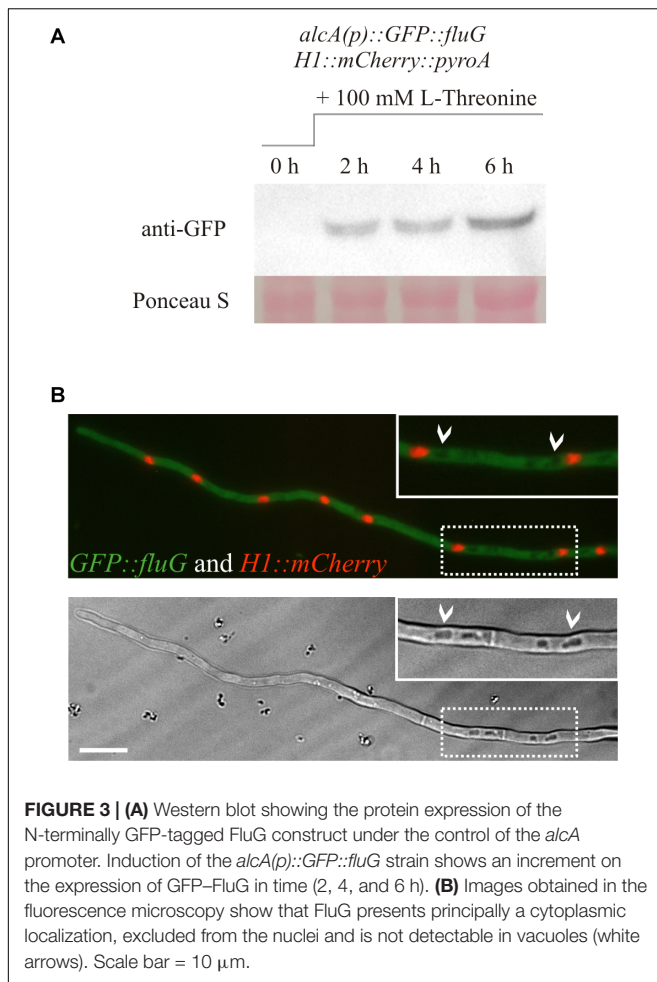 A
alcA(p)::GFP::fluG
H1::mCherry::pyroA
+ 100 mM L-Threonine
0 h 2 h 4 h 6 h
anti-GFP
Ponceau S
B
GFP::fluG and H1::mCherry
FIGURE 3 | (A) Western blot showing the protein expression of the
N-terminally GFP-tagged FluG construct under the control of the alcA
promoter. Induction of the alcA(p)::GFP::fluG strain shows an increment on
the expression of GFP–FluG in time (2, 4, and 6 h). (B) Images obtained in the
fluorescence microscopy show that FluG presents principally a cytoplasmic
localization, excluded from the nuclei and is not detectable in vacuoles (white
arrows). Scale bar = 10 μm.